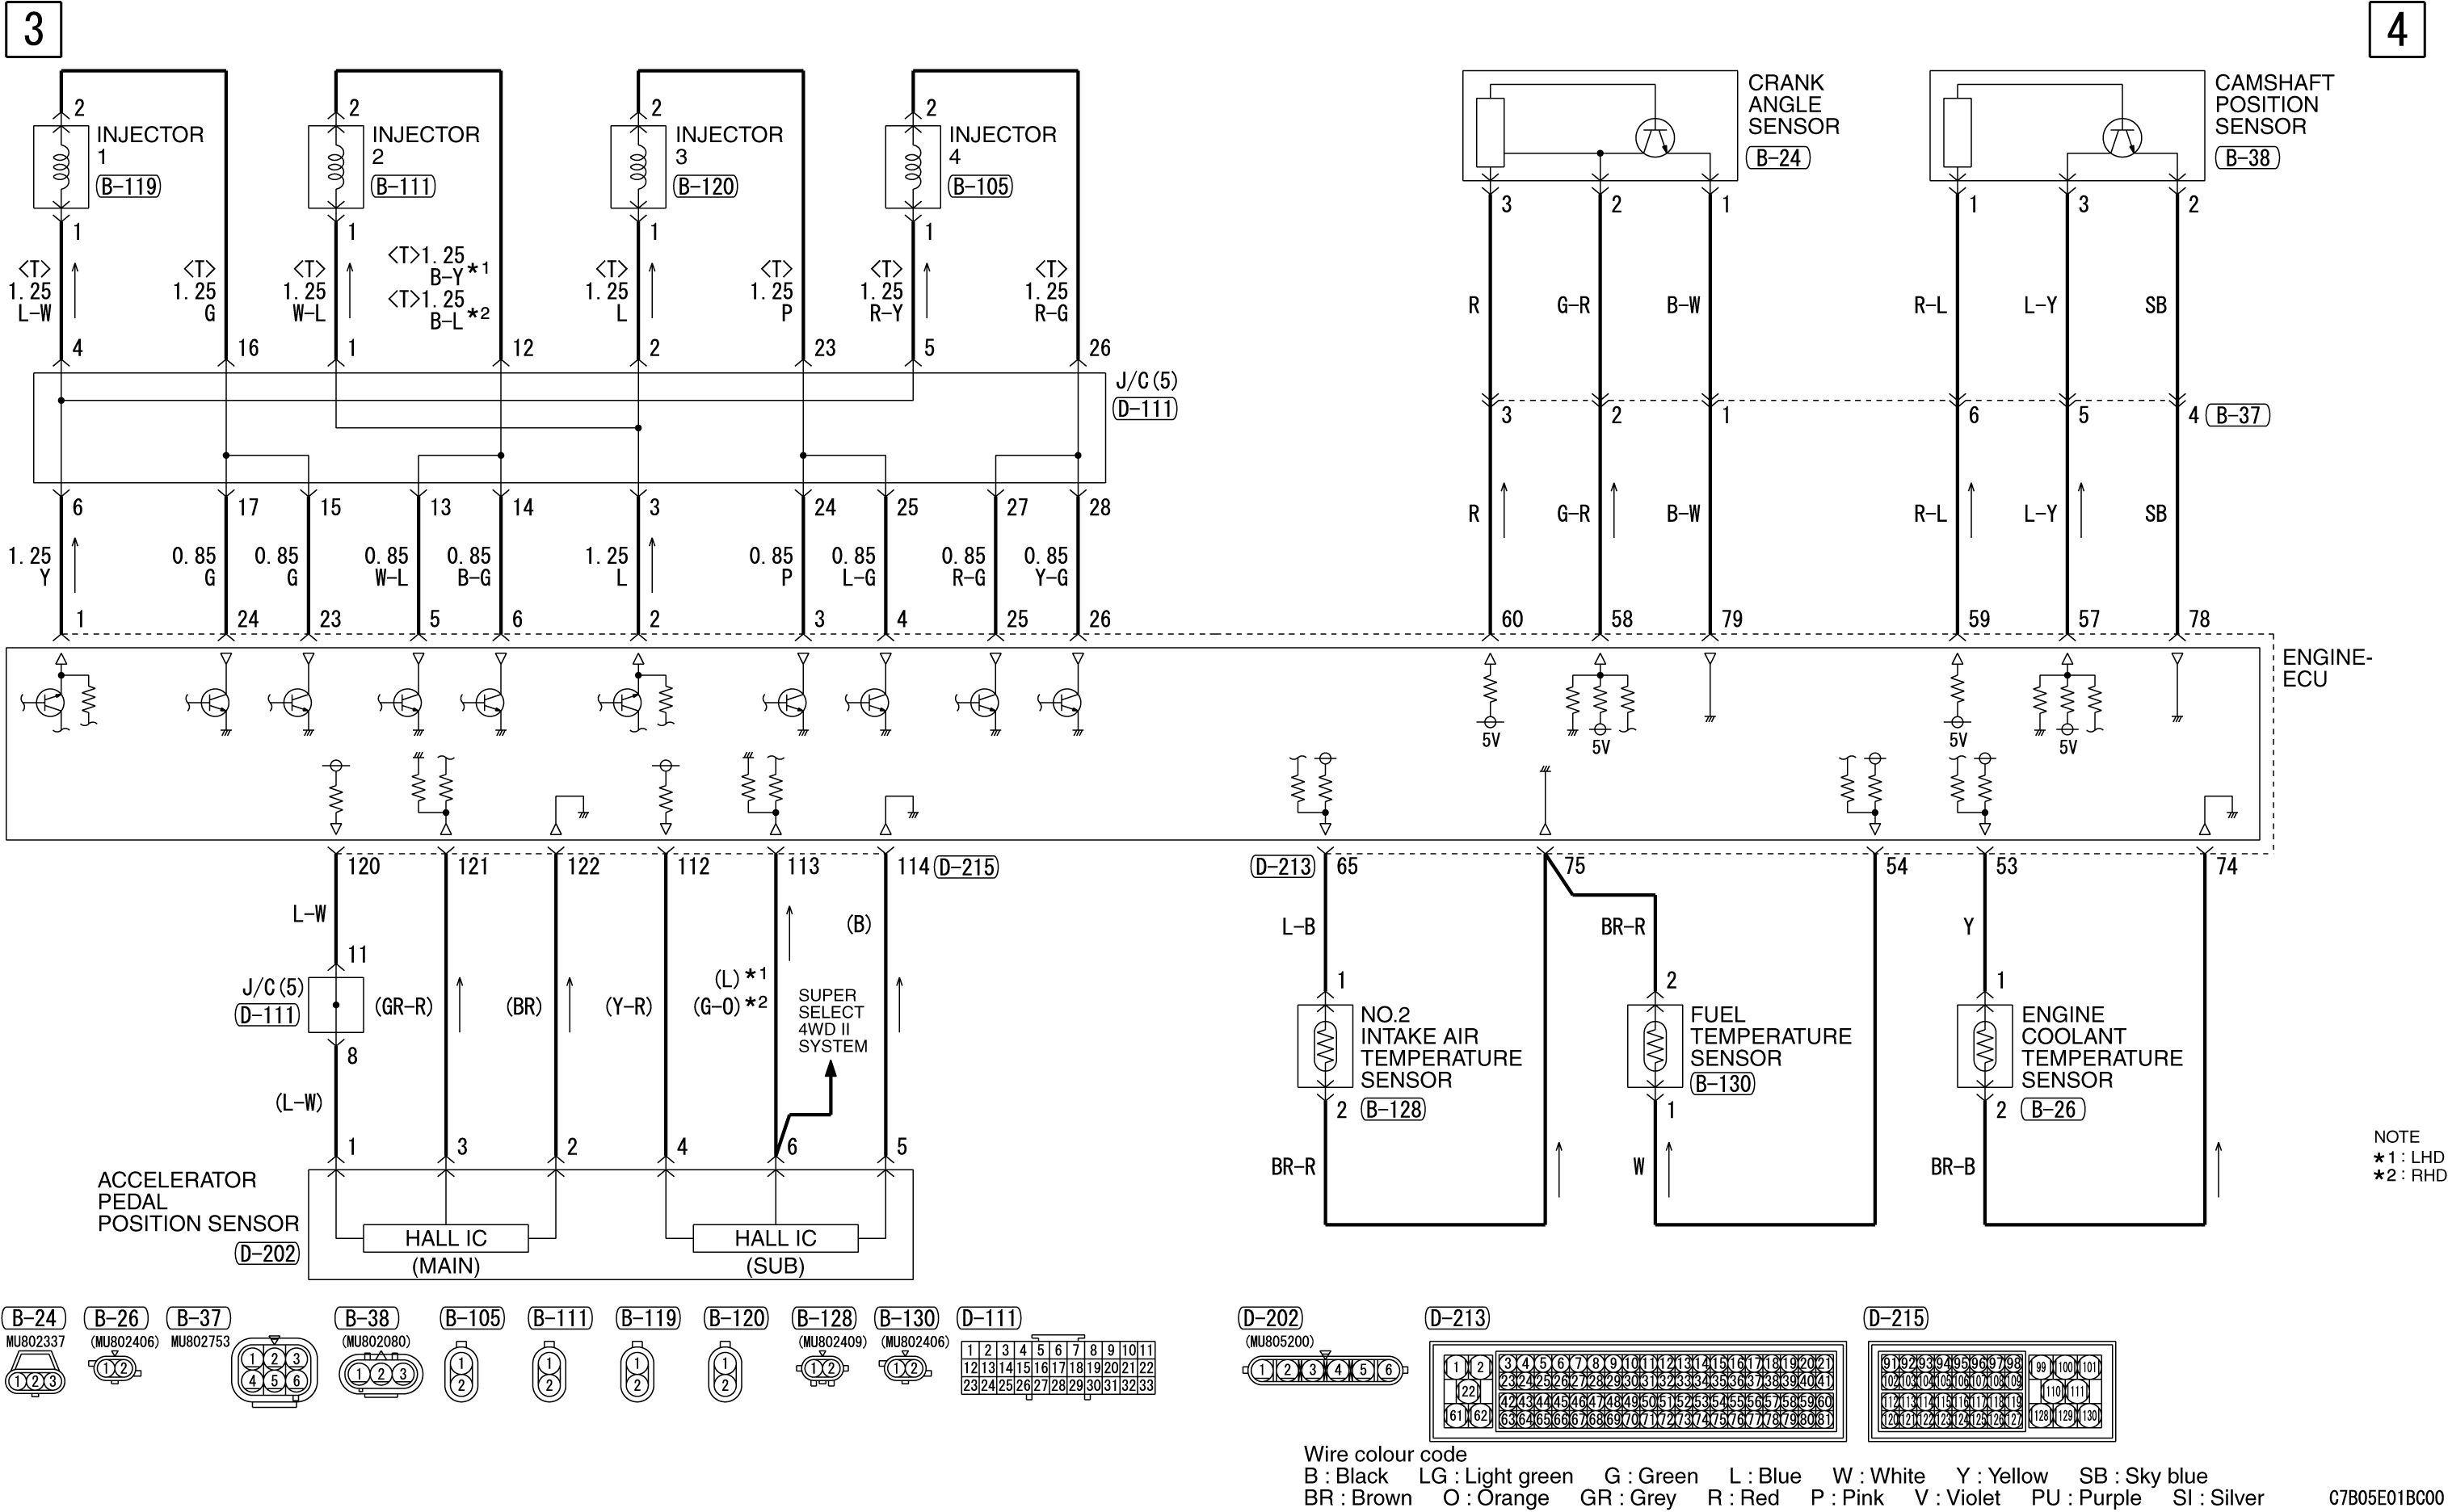 3
4
2
2
2
2
INJECTOR
1
B-119
INJECTOR
2
B-111
INJECTOR
3
B-120
INJECTOR
4
B-105
CRANK
ANGLE
SENSOR
B-24
CAMSHAFT
POSITION
SENSOR
B-38
1
1
1
1
3
2
1
1
3
2
<T>
1.25
L-W
<T>
1.25
G
<T>
1.25
W-L
<T>1.25
B-Y*1
<T>1.25
B-L*2
<T>
1.25
L
<T>
1.25
P
<T>
1.25
R-Y
<T>
1.25
R-G
R
G-R
B-W
R-L
L-Y
SB
4
16
1
12
2
23
5
26
J/C(5)
D-111
3
2
1
6
5
4
B-37
6
17
15
13
14
3
24
25
27
28
1.25
Y
0.85
G
0.85
G
0.85
W-L
0.85
B-G
1.25
L
0.85
P
0.85
L-G
0.85
R-G
0.85
Y-G
R
G-R
B-W
R-L
L-Y
SB
1
24
23
5
6
2
3
4
25
26
60
58
79
59
57
78
ENGINE-
ECU
5V
5V
5V
5V
120
121
122
112
113
114
D-215
D-213
65
75
54
53
74
L-W
11
J/C(5)
D-111
8
(L-W)
(GR-R)
(BR)
(Y-R)
(L)*1
(G-O)*2
(B)
SUPER
SELECT
4WD II
SYSTEM
L-B
BR-R
Y
1
2
1
NO.2
INTAKE AIR
TEMPERATURE
SENSOR
B-128
FUEL
TEMPERATURE
SENSOR
B-130
ENGINE
COOLANT
TEMPERATURE
SENSOR
B-26
2
1
2
BR-R
W
BR-B
NOTE
*1 : LHD
*2 : RHD
1
3
2
4
6
5
ACCELERATOR
PEDAL
POSITION SENSOR
D-202
HALL IC
(MAIN)
HALL IC
(SUB)
B-24
MU802337
1 2 3
B-26
(MU802406)
1 2
B-37
MU802753
1 2 3
4 5 6
B-38
(MU802080)
1 2 3
B-105
1
2
B-111
1
2
B-119
1
2
B-120
1
2
B-128
(MU802409)
1 2
B-130
(MU802406)
1 2
D-111
1 2 3 4 5 6 7 8 9 10 11
12 13 14 15 16 17 18 19 20 21 22
23 24 25 26 27 28 29 30 31 32 33
D-202
(MU805200)
1 2 3 4 5 6
D-213
1 2 3 4 5 6 7 8 9 10 11 12 13 14 15 16 17 18 19 20 21
22 23 24 25 26 27 28 29 30 31 32 33 34 35 36 37 38 39 40 41
42 43 44 45 46 47 48 49 50 51 52 53 54 55 56 57 58 59 60
61 62 63 64 65 66 67 68 69 70 71 72 73 74 75 76 77 78 79 80 81
D-215
91 92 93 94 95 96 97 98 99 100 101
102 103 104 105 106 107 108 109 110 111
112 113 114 115 116 117 118 119
120 121 122 123 124 125 126 127 128 129 130
Wire colour code
B : Black LG : Light green G : Green L : Blue W : White Y : Yellow SB : Sky blue
BR : Brown O : Orange GR : Grey R : Red P : Pink V : Violet PU : Purple SI : Silver
C7B05E01BC00